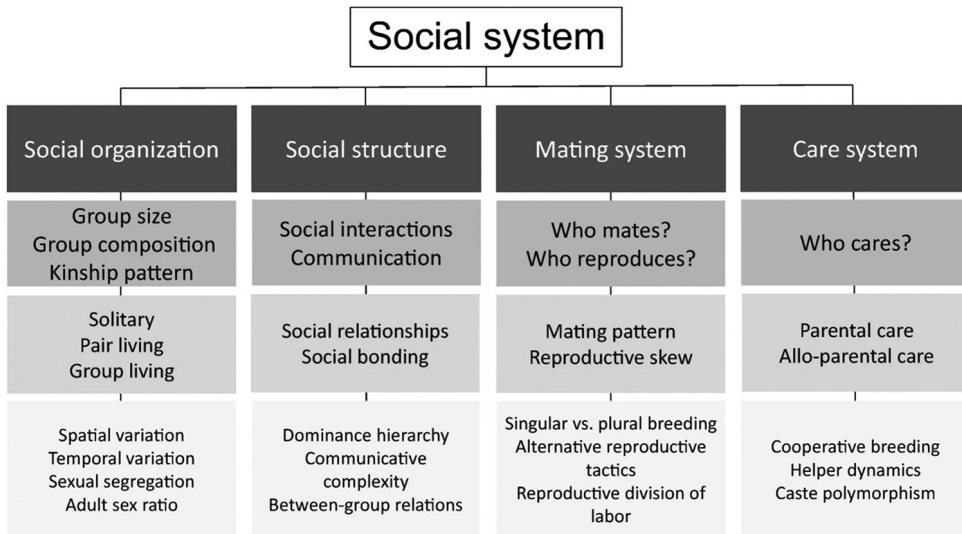 Social system
Social organization
Group size
Group composition
Kinship pattern
Solitary
Pair living
Group living
Spatial variation
Temporal variation
Sexual segregation
Adult sex ratio
Social structure
Social interactions
Communication
Social relationships
Social bonding
Dominance hierarchy
Communicative
complexity
Between-group relations
Mating system
Who mates?
Who reproduces?
Mating pattern
Reproductive skew
Singular vs. plural breeding
Alternative reproductive
tactics
Reproductive division of
labor
Care system
Who cares?
Parental care
Allo-parental care
Cooperative breeding
Helper dynamics
Caste polymorphism